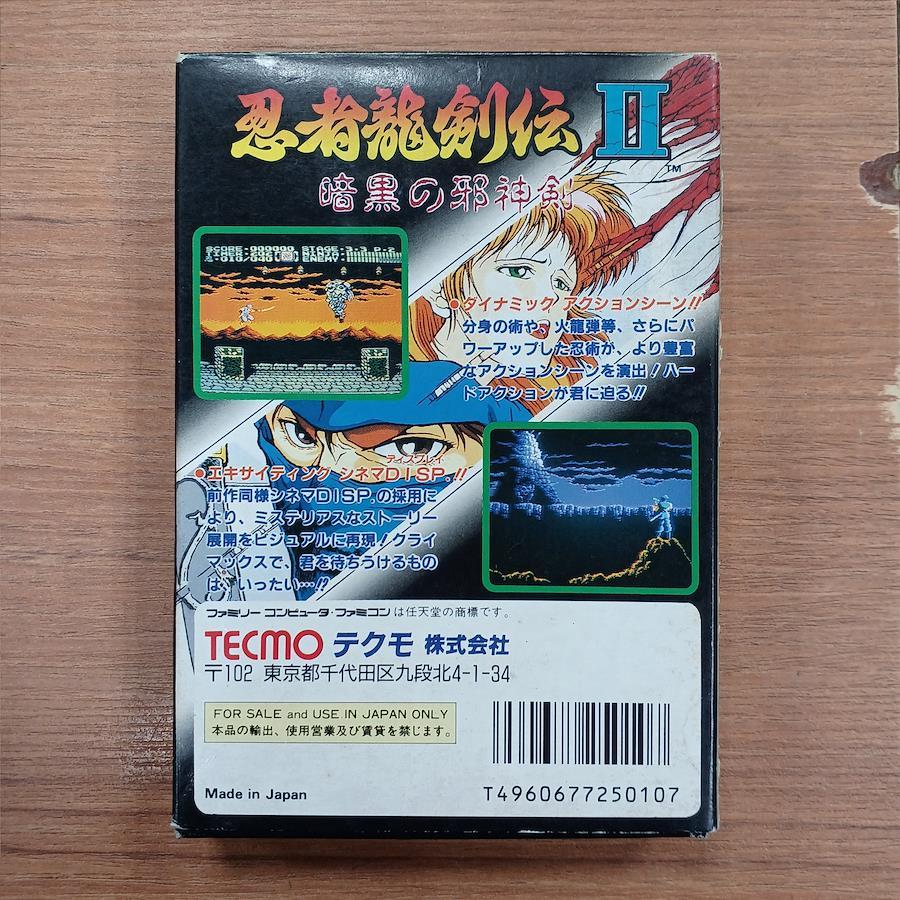 忍者龍剣伝II
TM
暗黒の邪神剣
SCORE-000000 STAGE-3-3 P-2
●ダイナミック アクションシーン!!
分身の術や、火龍弾等、さらにパ
ワーアップした忍術が、より豊富
なアクションシーンを演出!ハー
ドアクションが君に迫る!!
ディスプレイ
●エキサイティング シネマDISP.!!
前作同様シネマDISP.の採用に
より、ミステリアスなストーリー
展開をビジュアルに再現!クライ
マックスで、君を待ちうけるもの
は、いったい…!?
ファミリー コンピュータ・ファミコン は任天堂の商標です。
TECMO テクモ 株式会社
〒102 東京都千代田区九段北4-1-34
FOR SALE and USE IN JAPAN ONLY
本品の輸出、使用営業及び賃貸を禁じます。
Made in Japan
T4960677250107